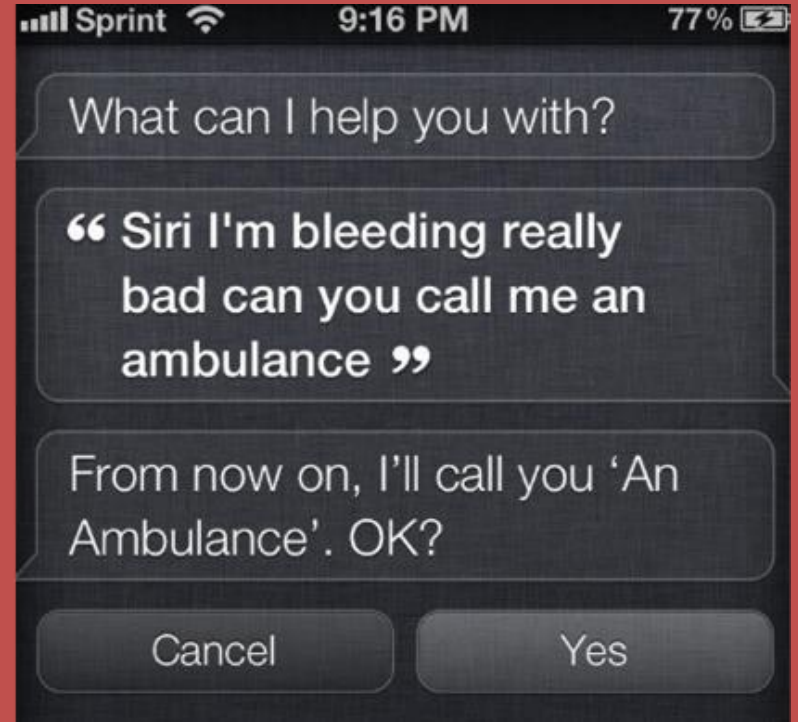 Sprint 9:16 PM 77%
What can I help you with?
“ Siri I'm bleeding really
bad can you call me an
ambulance ”
From now on, I’ll call you ‘An
Ambulance’. OK?
Cancel Yes